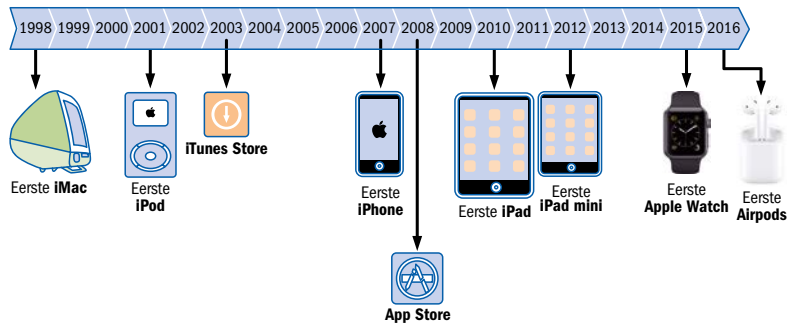 1998 1999 2000 2001 2002 2003 2004 2005 2006 2007 2008 2009 2010 2011 2012 2013 2014 2015 2016
Eerste iMac
Eerste
iPod
iTunes Store
Eerste
iPhone
App Store
Eerste iPad
Eerste
iPad mini
Eerste
Apple Watch
Eerste
Airpods